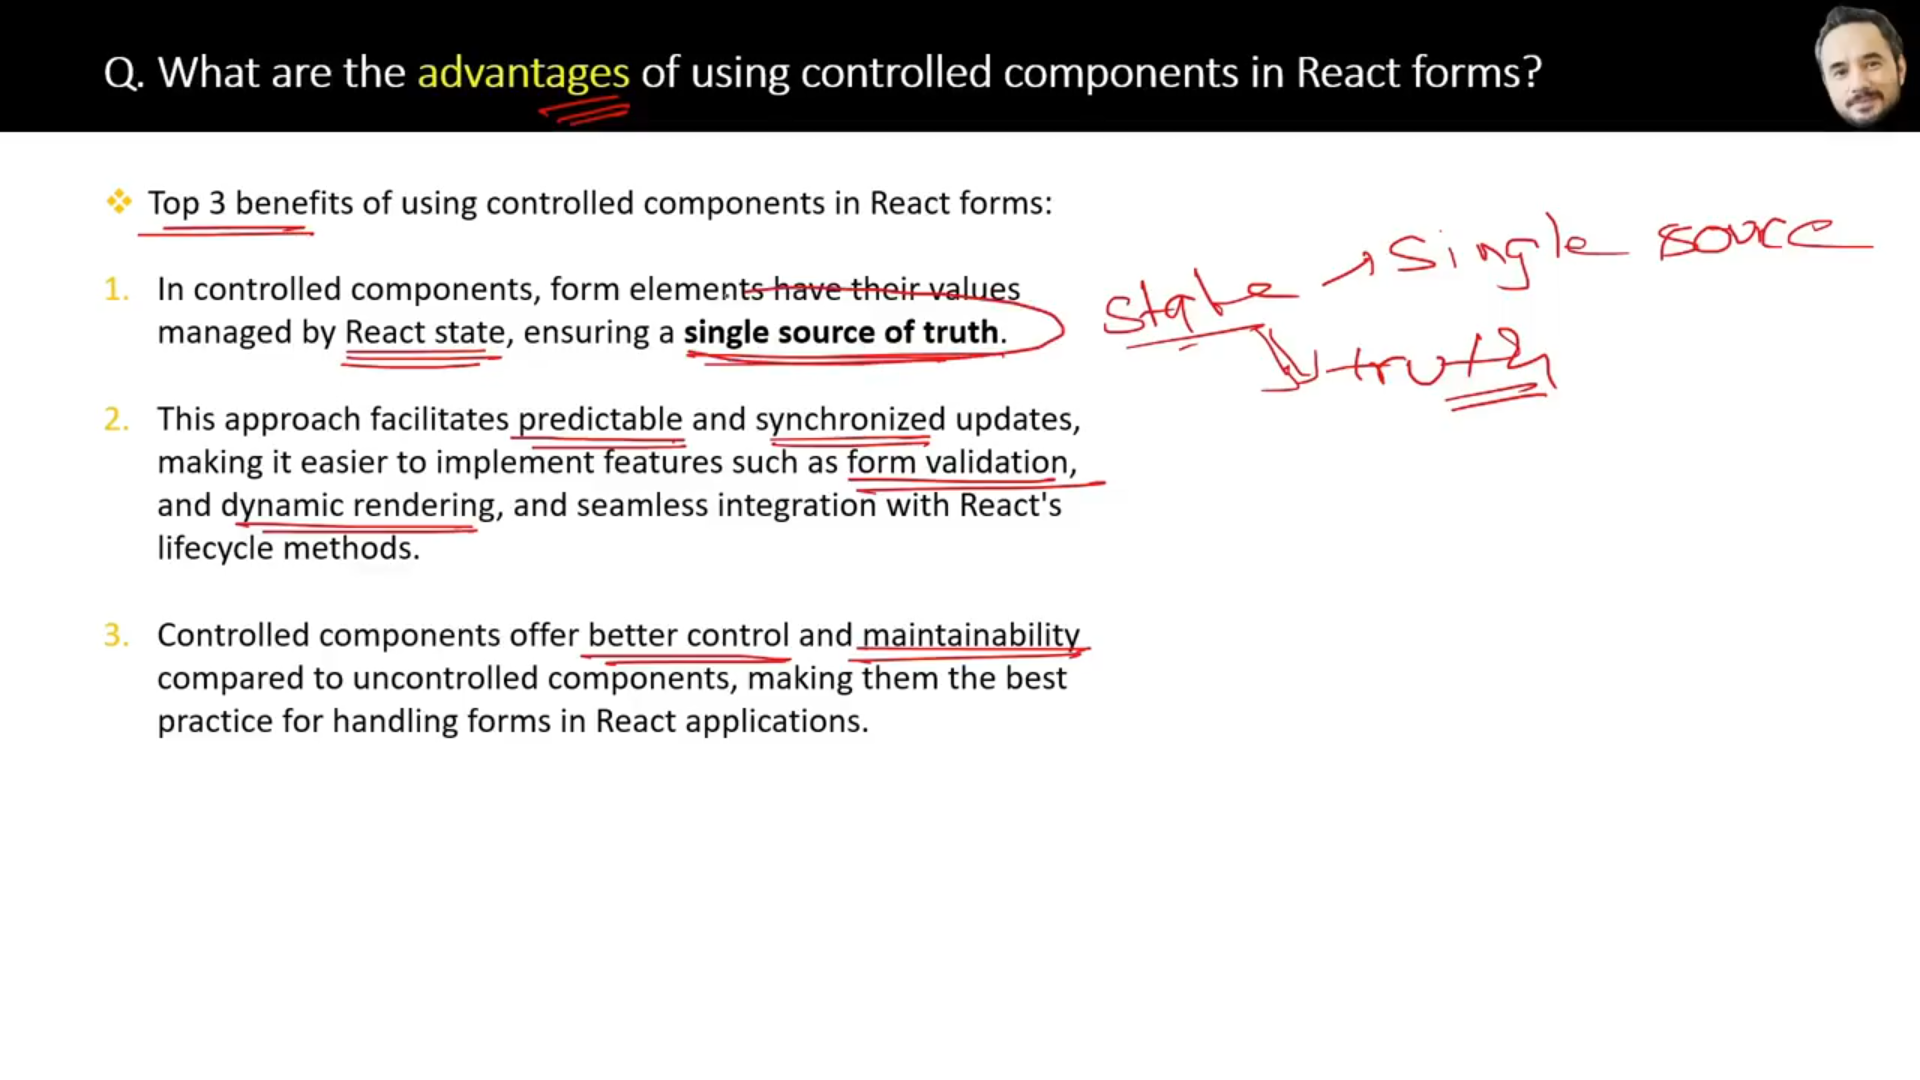 Q. What are the advantages of using controlled components in React forms?
❖ Top 3 benefits of using controlled components in React forms:
1. In controlled components, form elements have their values
managed by React state, ensuring a single source of truth.
2. This approach facilitates predictable and synchronized updates,
making it easier to implement features such as form validation,
and dynamic rendering, and seamless integration with React's
lifecycle methods.
3. Controlled components offer better control and maintainability
compared to uncontrolled components, making them the best
practice for handling forms in React applications.
state → single source
truth